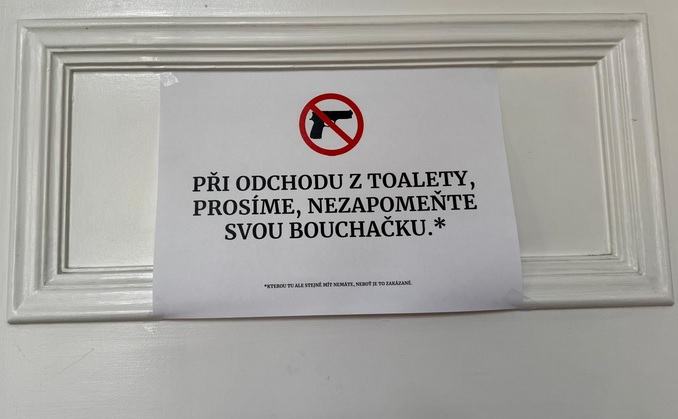 PŘI ODCHODU Z TOALETY,
PROSÍME, NEZAPOMEŇTE
SVOU BOUCHAČKU.*
*KTEROU TU ALE STEJNĚ MÍT NEMÁTE, NEBOŤ JE TO ZAKÁZANÉ.